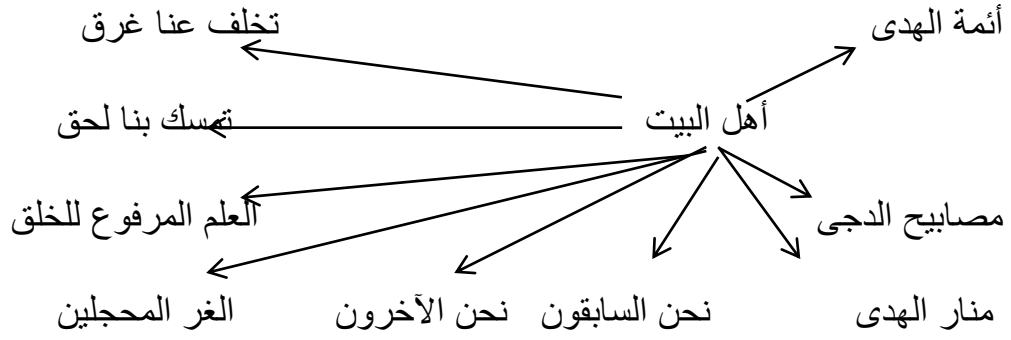 أئمة الهدى تخلف عنا غرق
أهل البيت تمسك بنا لحق
مصابيح الدجى العلم المرفوع للخلق
منار الهدى نحن السابقون نحن الآخرون الغر المحجلين